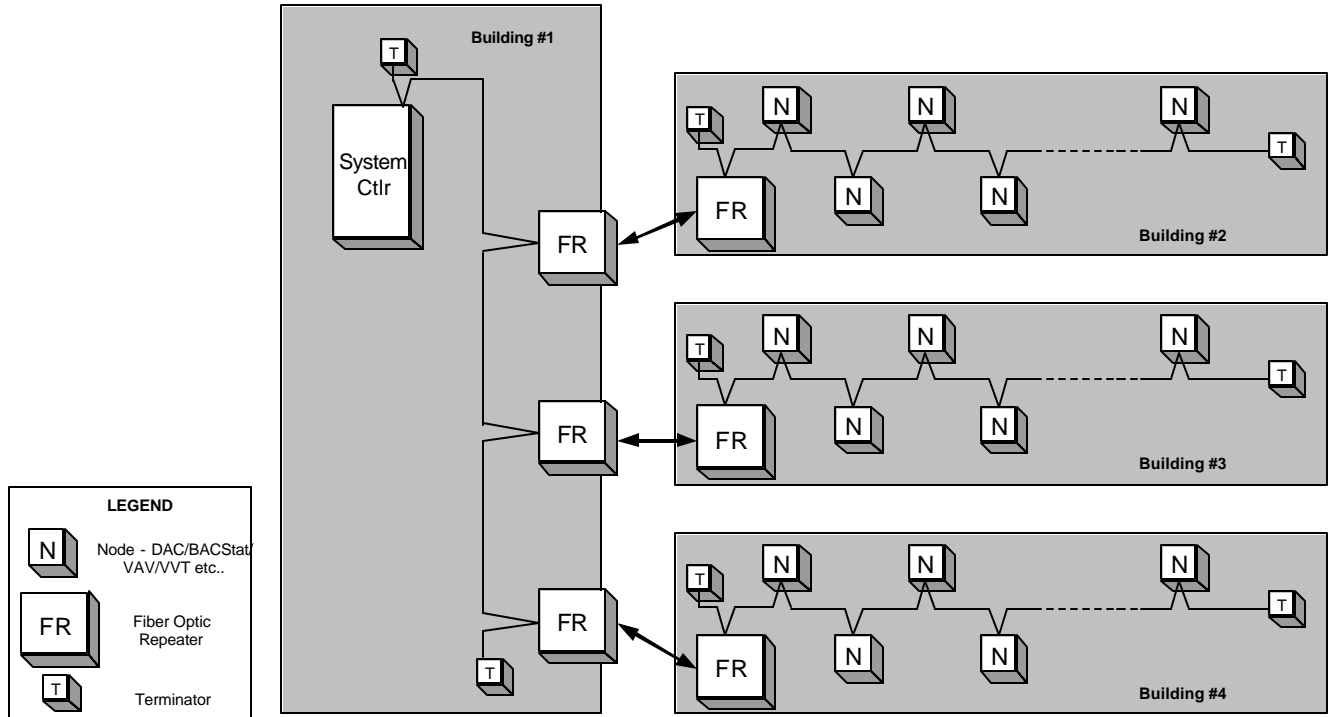 Building #1
T
System
Ctlr
FR
FR
FR
T
T
N
N
N
T
FR
N
N
Building #2
T
N
N
N
T
FR
N
N
Building #3
T
N
N
N
T
FR
N
N
Building #4
LEGEND
N
Node - DAC/BACStat/
VAV/VVT etc..
FR
Fiber Optic
Repeater
T
Terminator